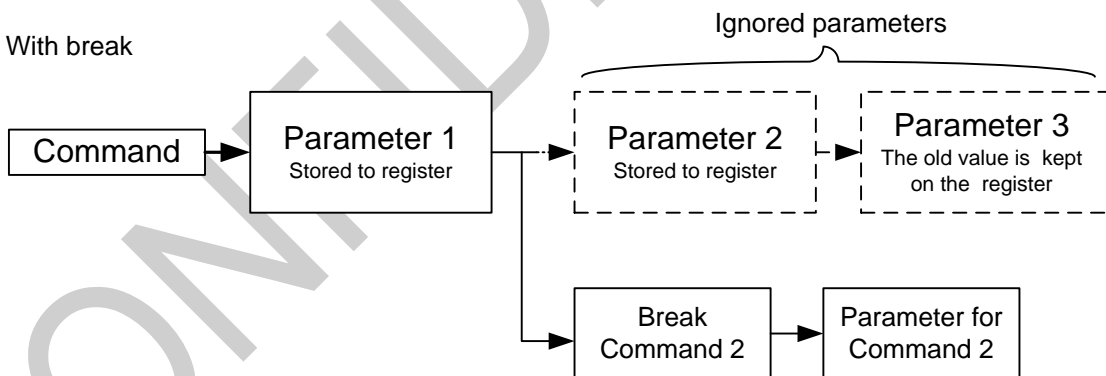 With break
Ignored parameters
Command
Parameter 1
Stored to register
Parameter 2
Stored to register
Parameter 3
The old value is kept
on the register
Break
Command 2
Parameter for
Command 2
ONFID